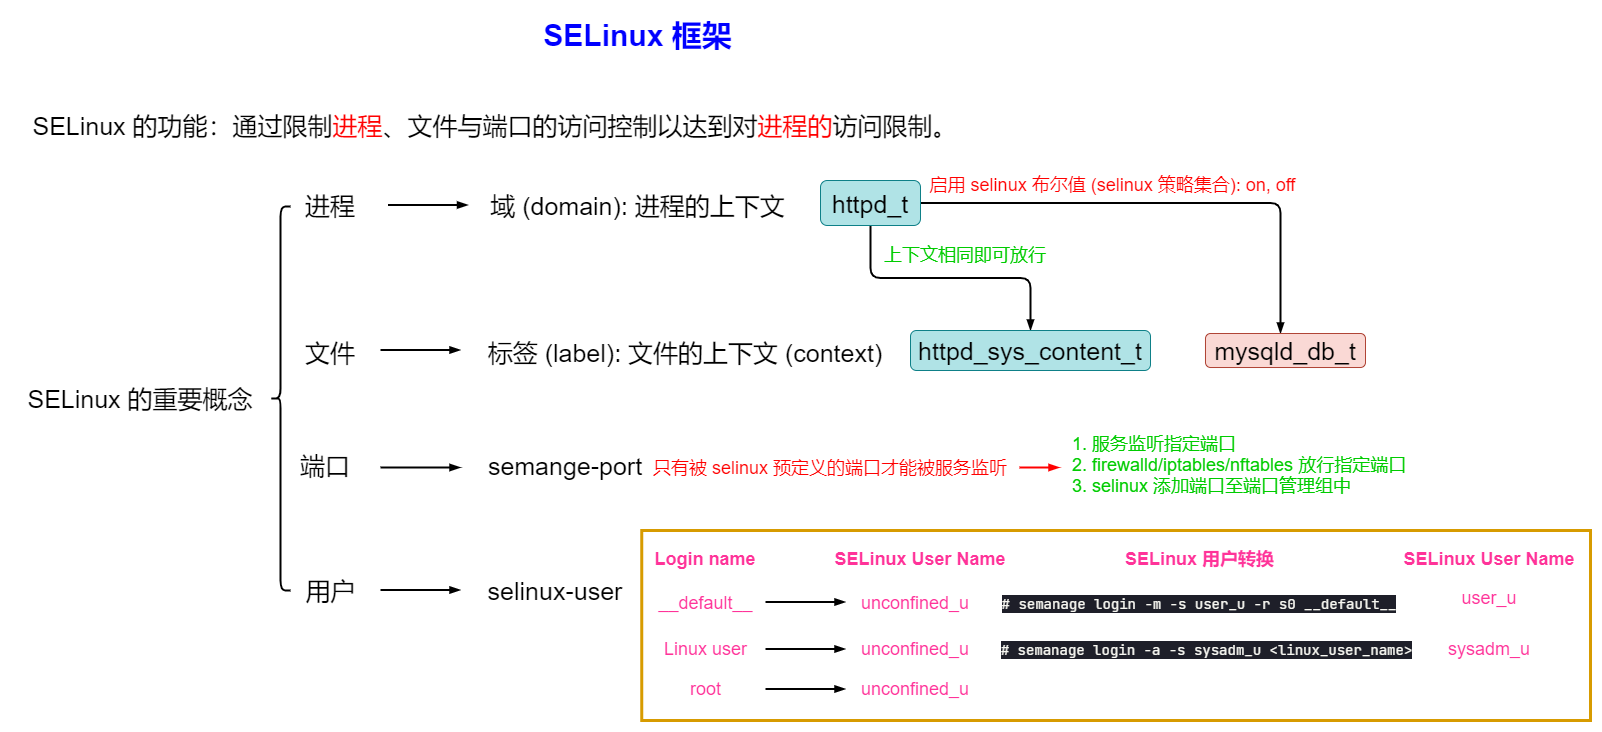 SELinux 框架
SELinux 的功能：通过限制进程、文件与端口的访问控制以达到对进程的访问限制。
启用 selinux 布尔值 (selinux 策略集合): on, off
进程
域 (domain): 进程的上下文
httpd_t
上下文相同即可放行
文件
标签 (label): 文件的上下文 (context)
httpd_sys_content_t
mysqld_db_t
SELinux 的重要概念
端口
semange-port
只有被 selinux 预定义的端口才能被服务监听
1. 服务监听指定端口
2. firewalld/iptables/nftables 放行指定端口
3. selinux 添加端口至端口管理组中
用户
selinux-user
Login name
SELinux User Name
SELinux 用户转换
SELinux User Name
__default__
unconfined_u
# semanage login -m -s user_u -r s0 __default__
user_u
Linux user
unconfined_u
# semanage login -a -s sysadm_u <linux_user_name>
sysadm_u
root
unconfined_u